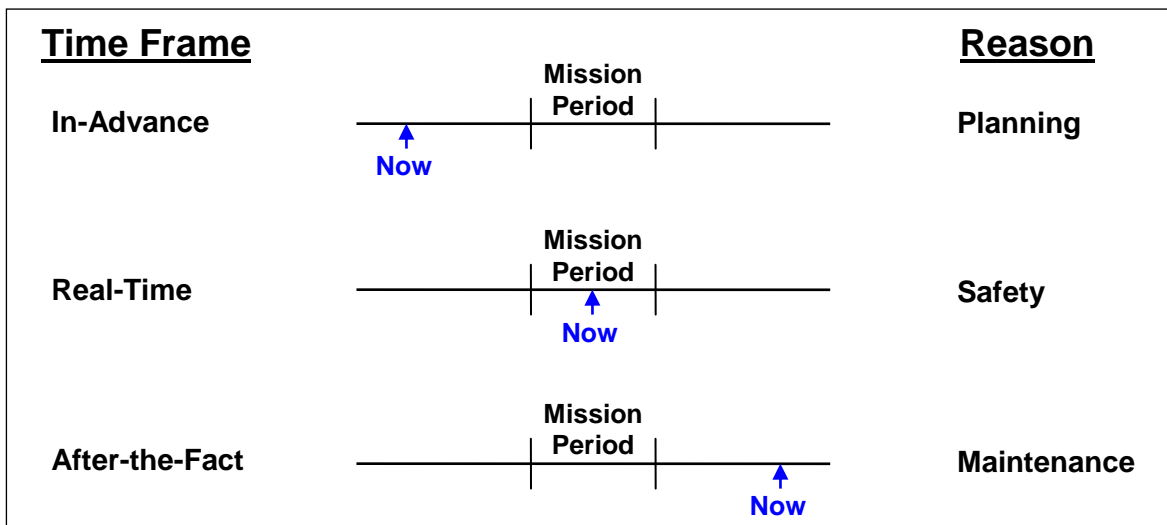 Time Frame
Reason
Mission
Period
In-Advance
Planning
Now
Mission
Period
Real-Time
Safety
Now
Mission
Period
After-the-Fact
Maintenance
Now